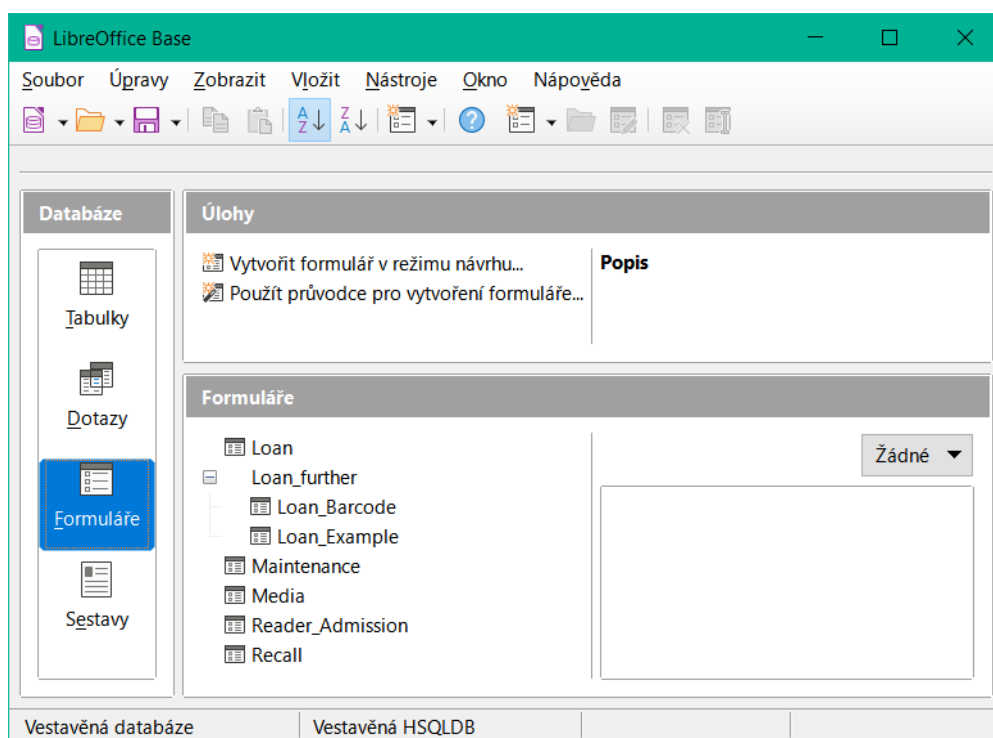 LibreOffice Base
Soubor Úpravy Zobrazit Vložit Nástroje Okno Nápověda
Databáze
Tabulky
Dotazy
Formuláře
Sestavy
Úlohy
Vytvořit formulář v režimu návrhu...
Použít průvodce pro vytvoření formuláře...
Popis
Formuláře
Loan
Loan_further
Loan_Barcode
Loan_Example
Maintenance
Media
Reader_Admission
Recall
Žádné
Vestavěná databáze Vestavěná HSQLDB